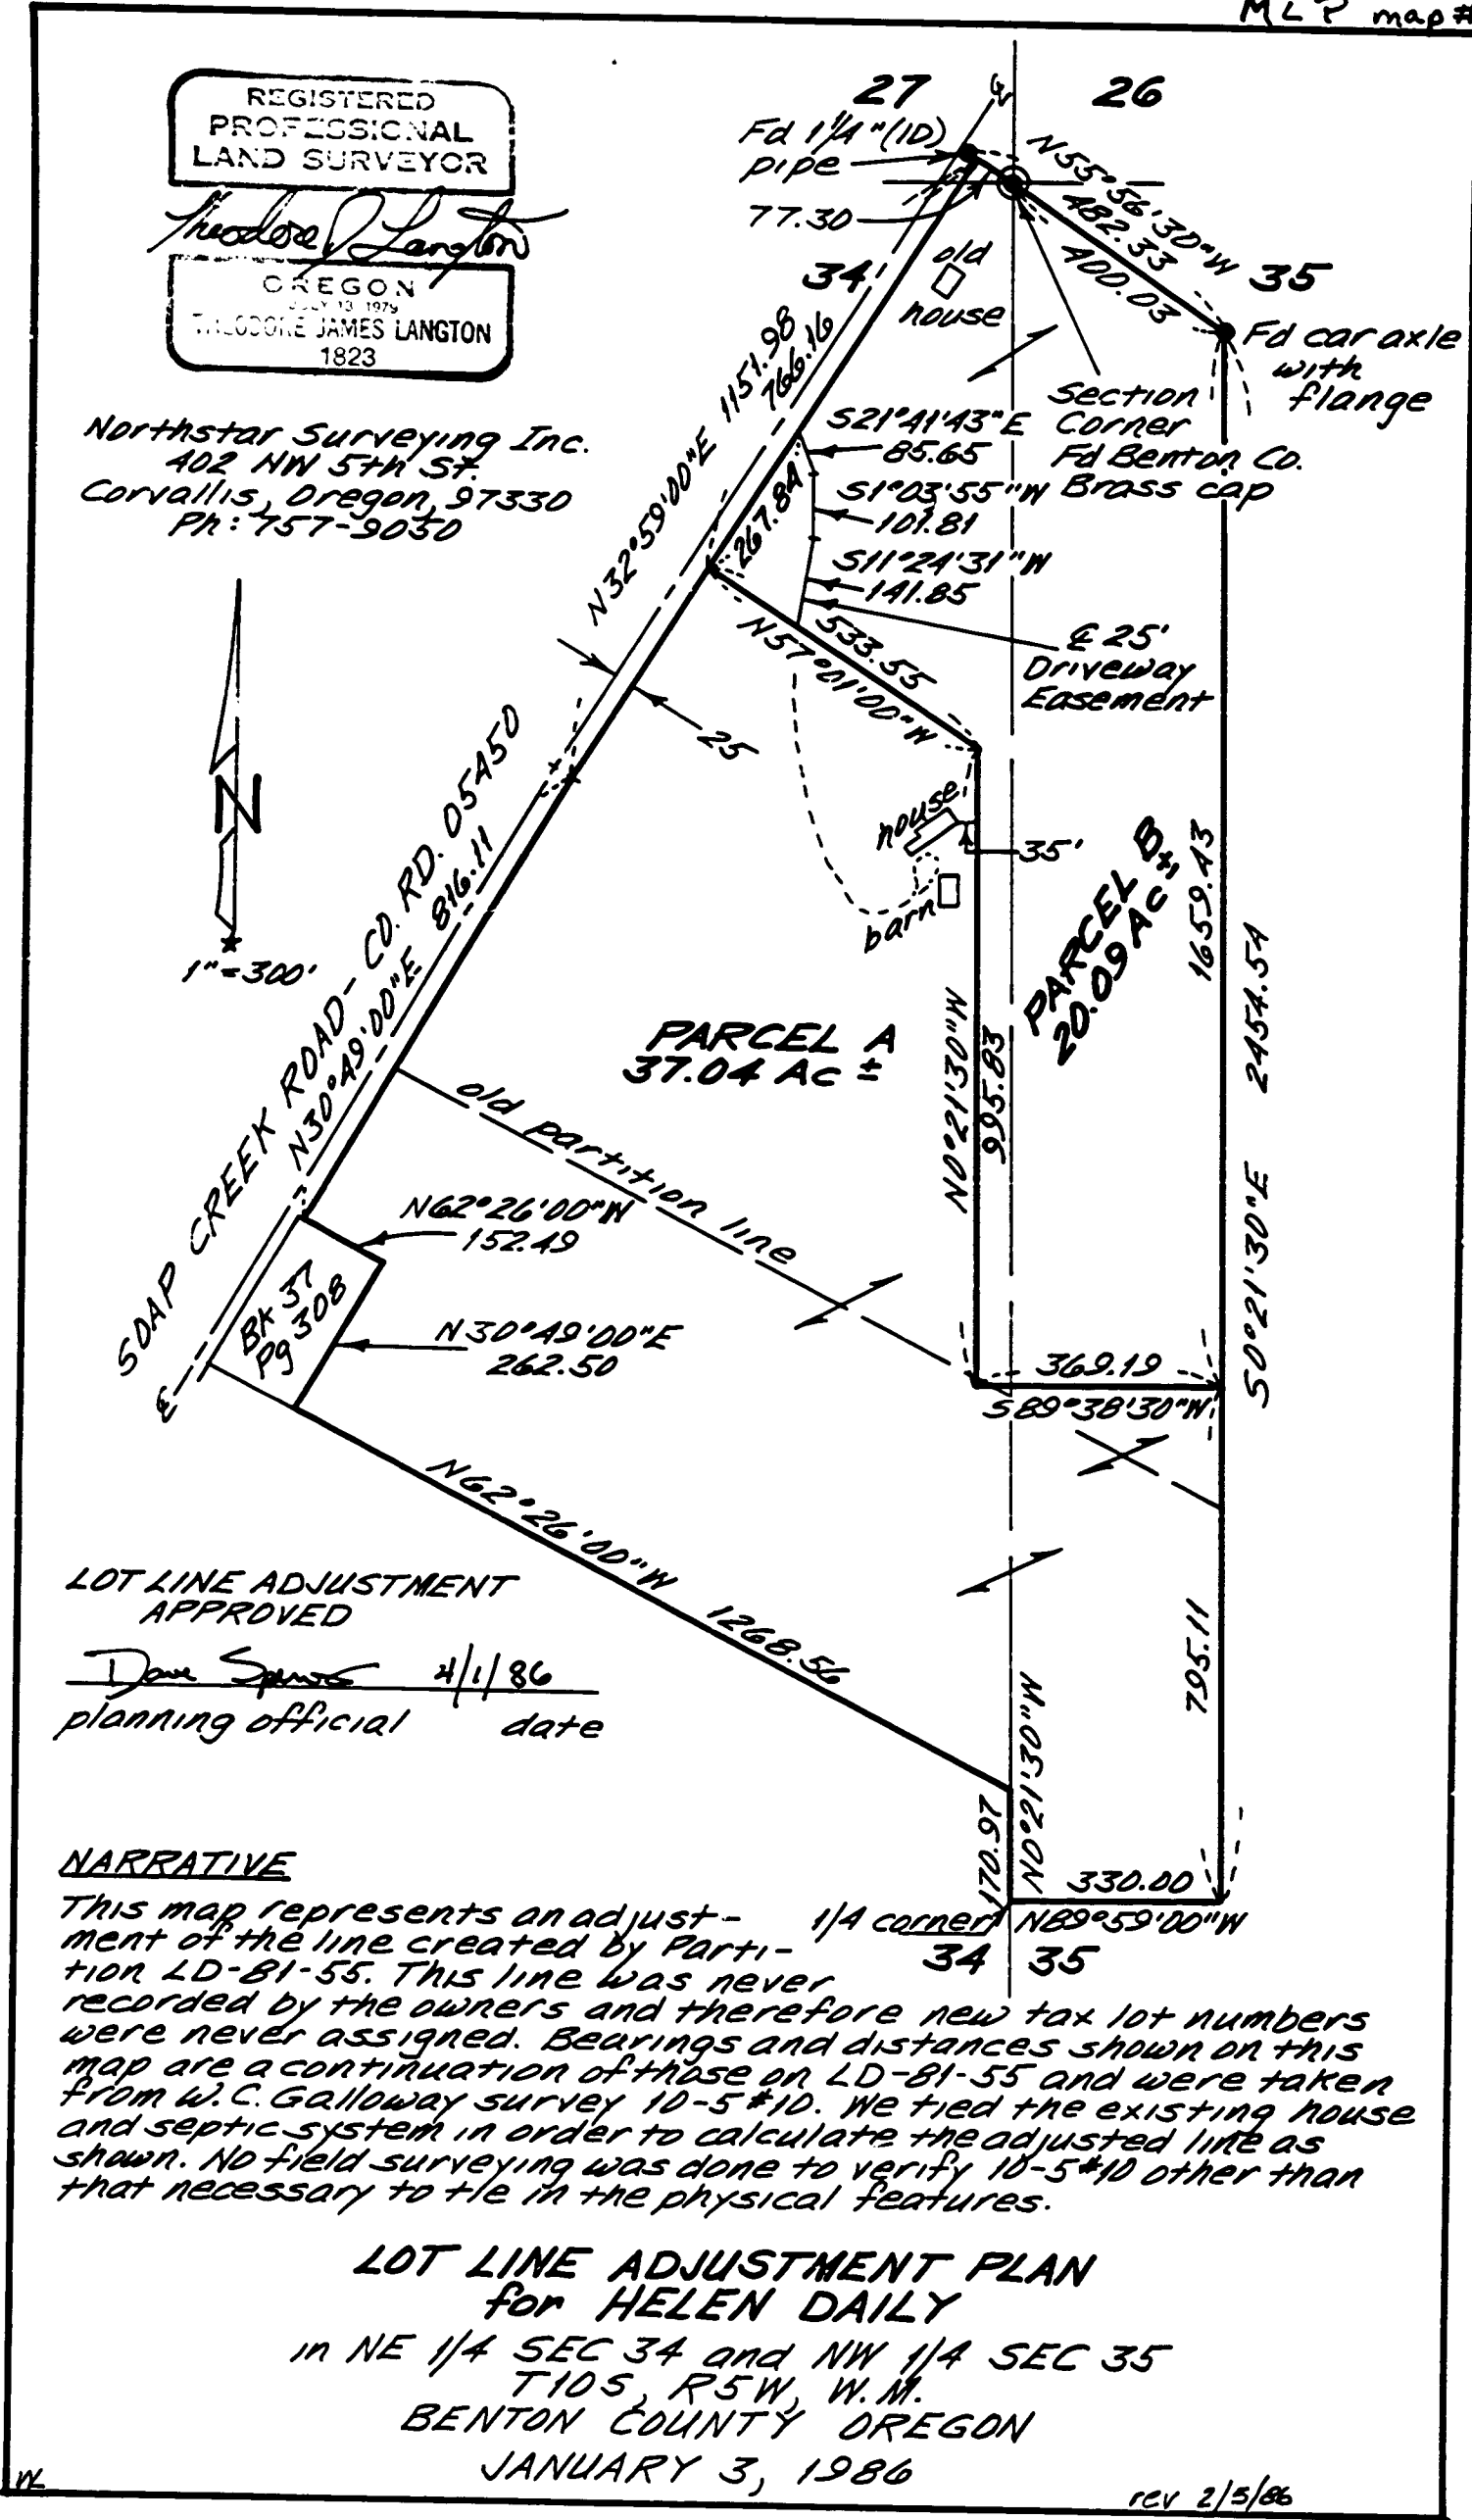 MLP map #
REGISTERED
PROFESSIONAL
LAND SURVEYOR
Theodore J Langton
OREGON
JULY 13, 1979
THEODORE JAMES LANGTON
1823
Northstar Surveying Inc.
402 NW 5th St.
Corvallis, Oregon, 97330
Ph: 757-9030
27
26
Fd 1¼"(ID)
pipe
77.30
34
35
N55°56'30"W
482.33
400.03
old
house
Fd car axle
with
flange
Section
Corner
Fd Benton Co.
Brass cap
N32°59'00"E 1151.98
766.16
267.84
S21°41'43"E
85.65
S1°03'55"W
101.81
S11°24'31"W
141.85
℄ 25'
Driveway
Easement
533.55
N57°01'00"W
25
N
1"=300'
SOAP CREEK ROAD - CO. RD. 05450
N30°49'00"E 816.11
house
35'
barn
PARCEL A
37.04 Ac ±
PARCEL B
20.09 Ac ±
1659.43
2454.54
S0°21'30"E
N0°21'30"W
995.83
old partition line
N62°26'00"W
152.49
BK 37
Pg 308
N30°49'00"E
262.50
369.19
S89°38'30"W
N62°26'00"W 1268.56
795.11
N0°21'30"W
170.97
330.00
N89°59'00"W
1/4 corner
34 35
LOT LINE ADJUSTMENT
APPROVED
4/1/86
planning official date
NARRATIVE
This map represents an adjust-
ment of the line created by Parti-
tion LD-81-55. This line was never
recorded by the owners and therefore new tax lot numbers
were never assigned. Bearings and distances shown on this
map are a continuation of those on LD-81-55 and were taken
from W.C. Galloway survey 10-5 #10. We tied the existing house
and septic system in order to calculate the adjusted line as
shown. No field surveying was done to verify 10-5 #10 other than
that necessary to tie in the physical features.
LOT LINE ADJUSTMENT PLAN
for HELEN DAILY
in NE 1/4 SEC 34 and NW 1/4 SEC 35
T10S, R5W, W.M.
BENTON COUNTY OREGON
JANUARY 3, 1986
rev 2/5/86